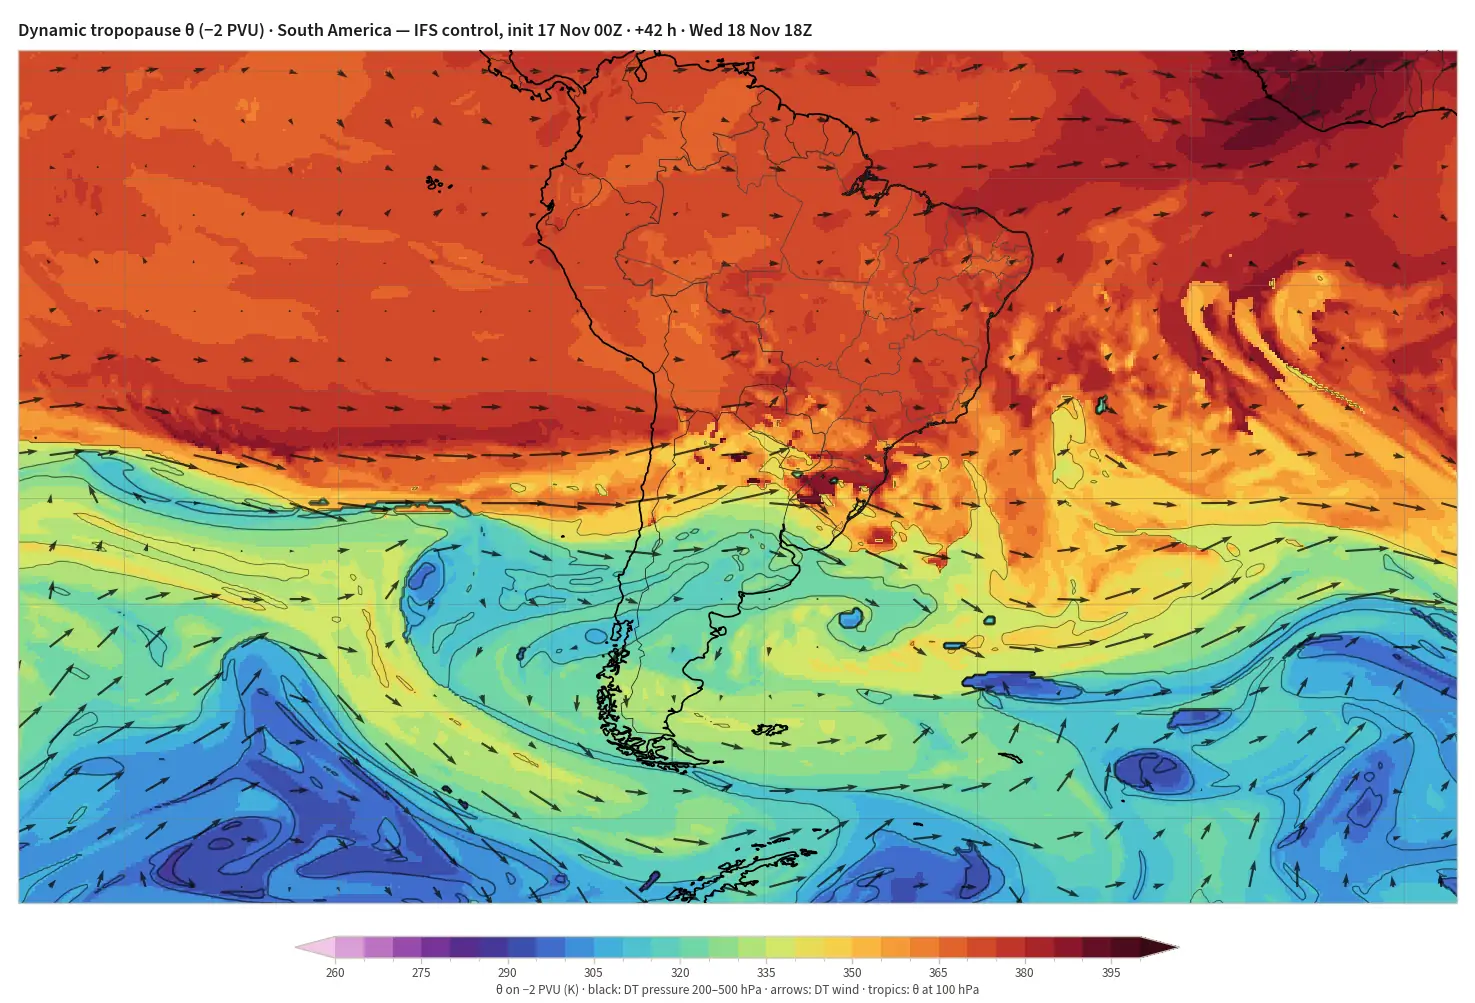 Dynamic tropopause θ (−2 PVU) · South America — IFS control, init 17 Nov 00Z · +42 h · Wed 18 Nov 18Z
260 275 290 305 320 335 350 365 380 395
θ on −2 PVU (K) · black: DT pressure 200–500 hPa · arrows: DT wind · tropics: θ at 100 hPa